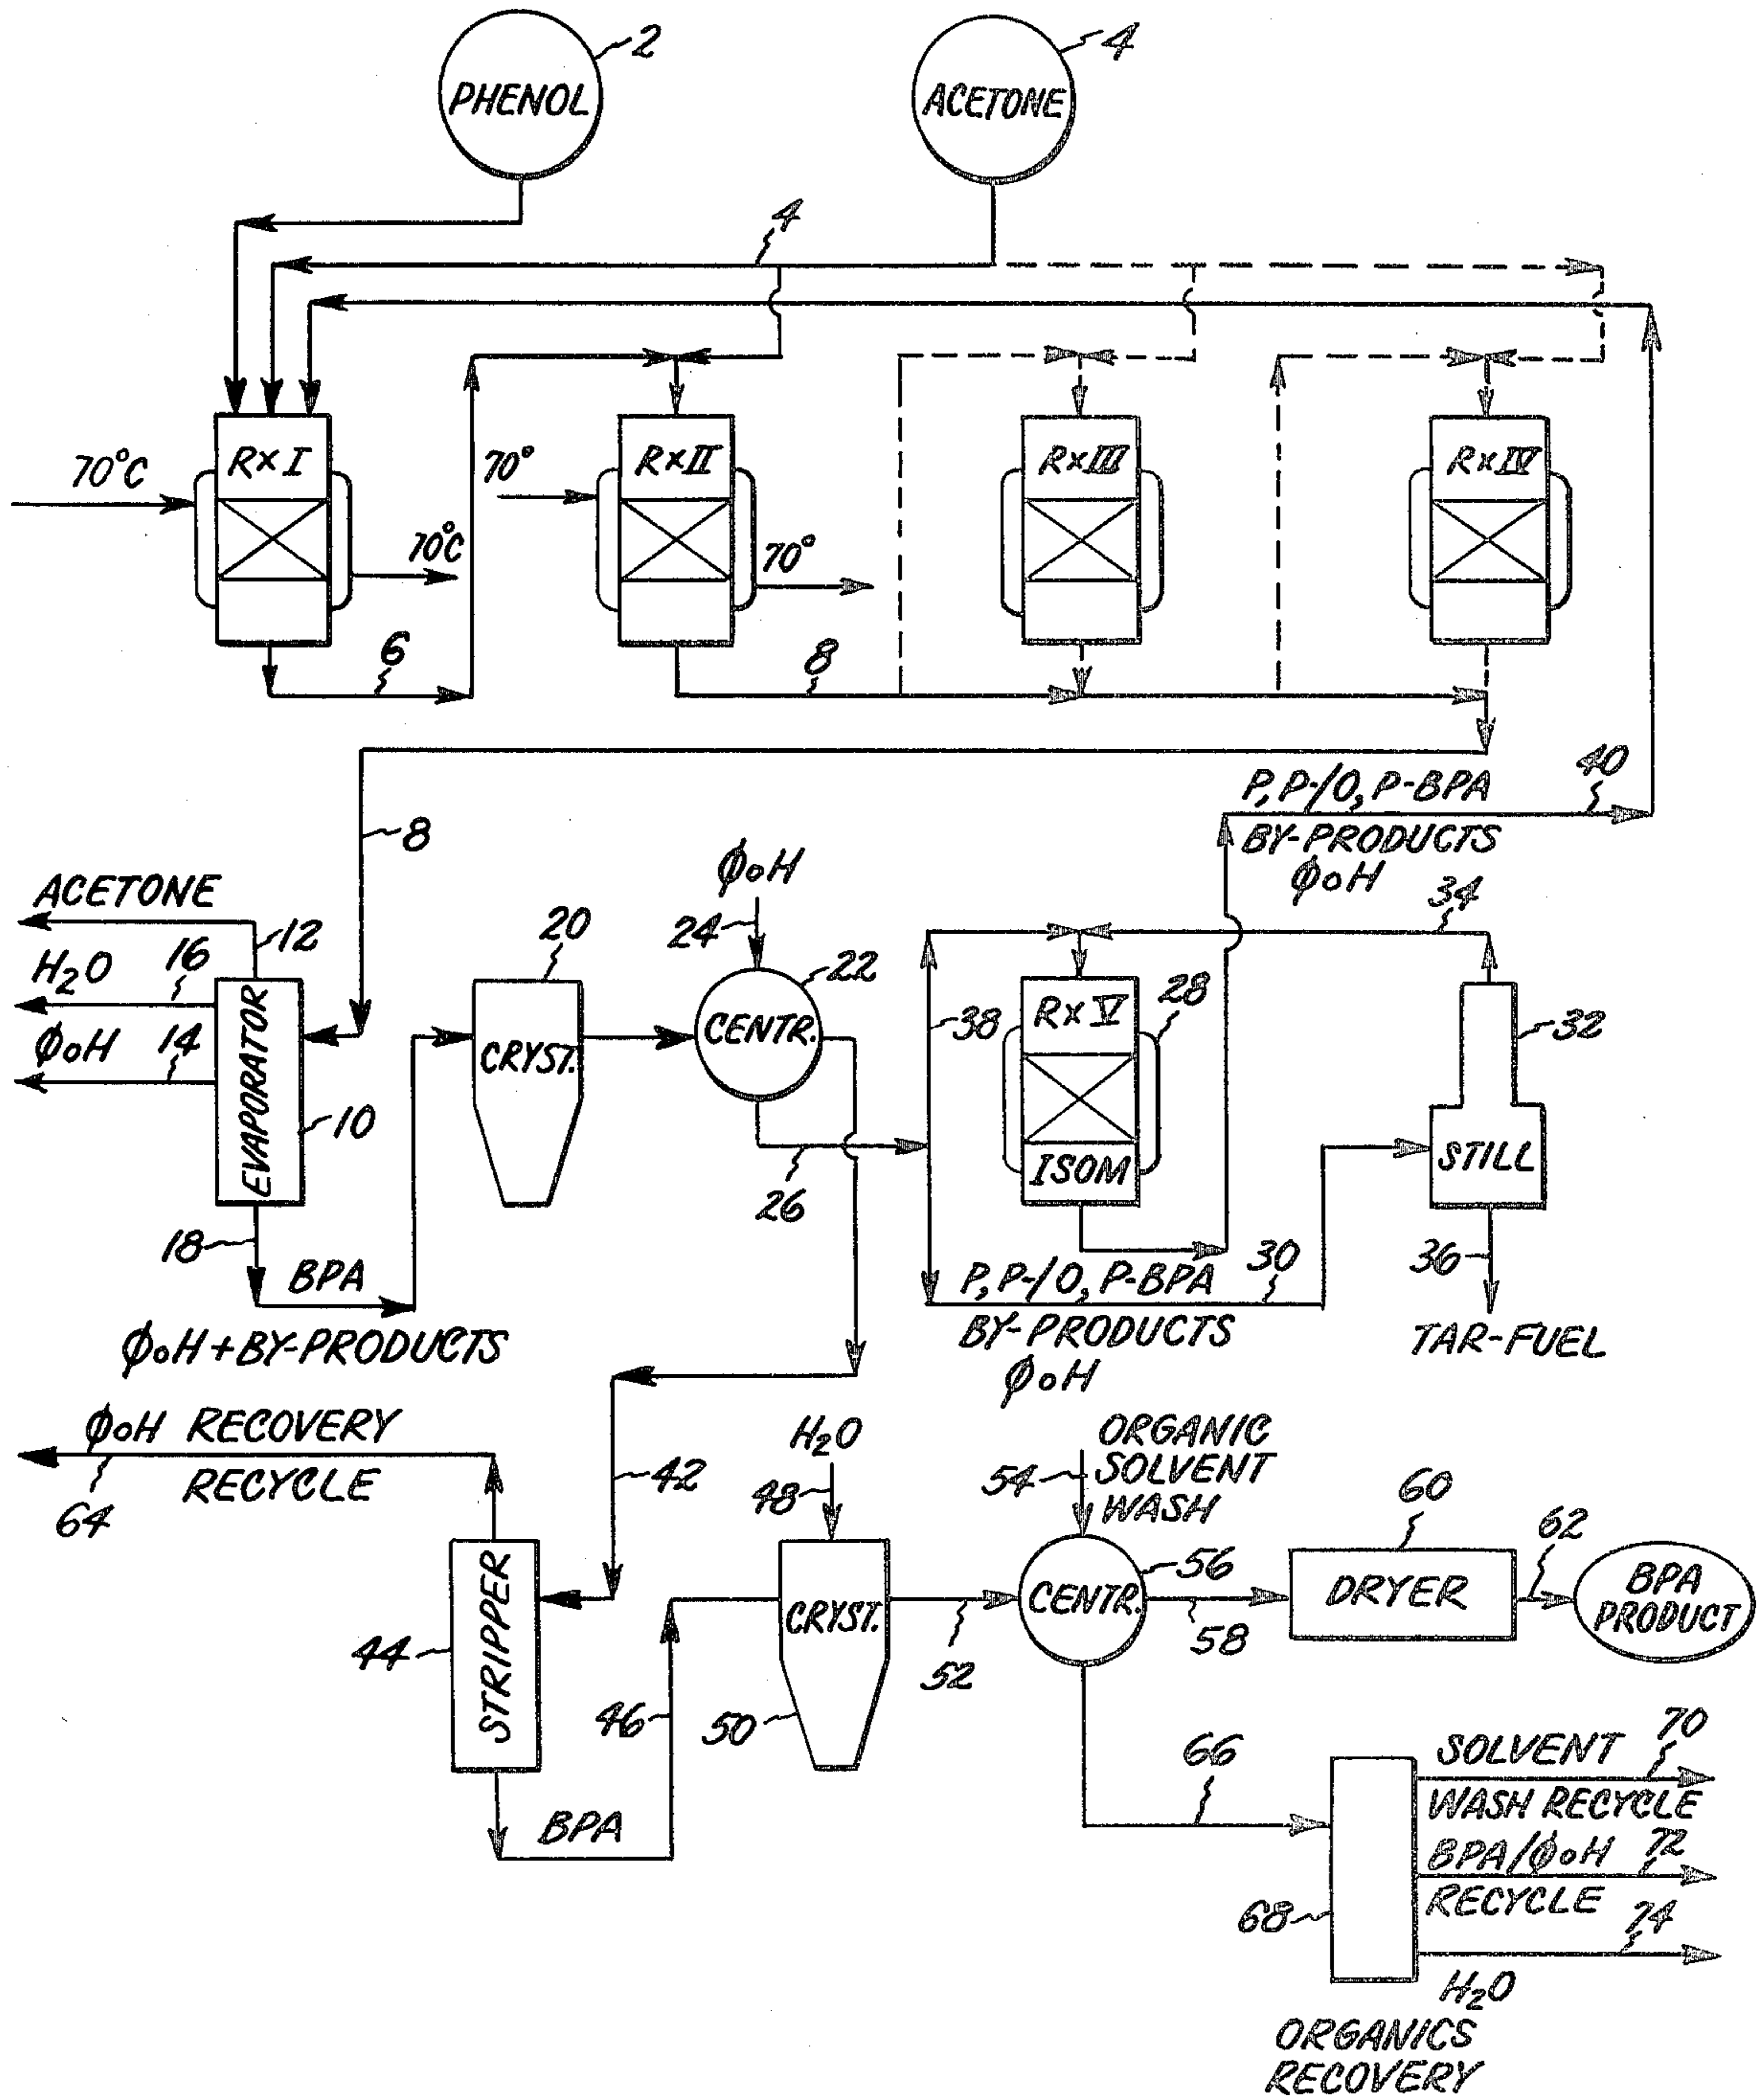 2
PHENOL
4
ACETONE
4
RxI
RxII
RxIII
RxIV
70°C
70°
70°C
70°
6
8
40
P,P-/O,P-BPA
BY-PRODUCTS
ϕoH
8
ACETONE
12
16
H2O
ϕoH
14
EVAPORATOR
10
18
BPA
ϕoH+BY-PRODUCTS
20
CRYST.
ϕoH
24
22
CENTR.
26
38
RxV
28
ISOM
34
32
STILL
36
TAR-FUEL
30
P,P-/O,P-BPA
BY-PRODUCTS
ϕoH
ϕoH RECOVERY
RECYCLE
64
42
STRIPPER
44
BPA
46
H2O
48
CRYST.
50
52
54
ORGANIC
SOLVENT
WASH
56
CENTR.
58
60
DRYER
62
BPA
PRODUCT
66
68
SOLVENT
70
WASH RECYCLE
BPA/ϕoH
72
RECYCLE
74
H2O
ORGANICS
RECOVERY